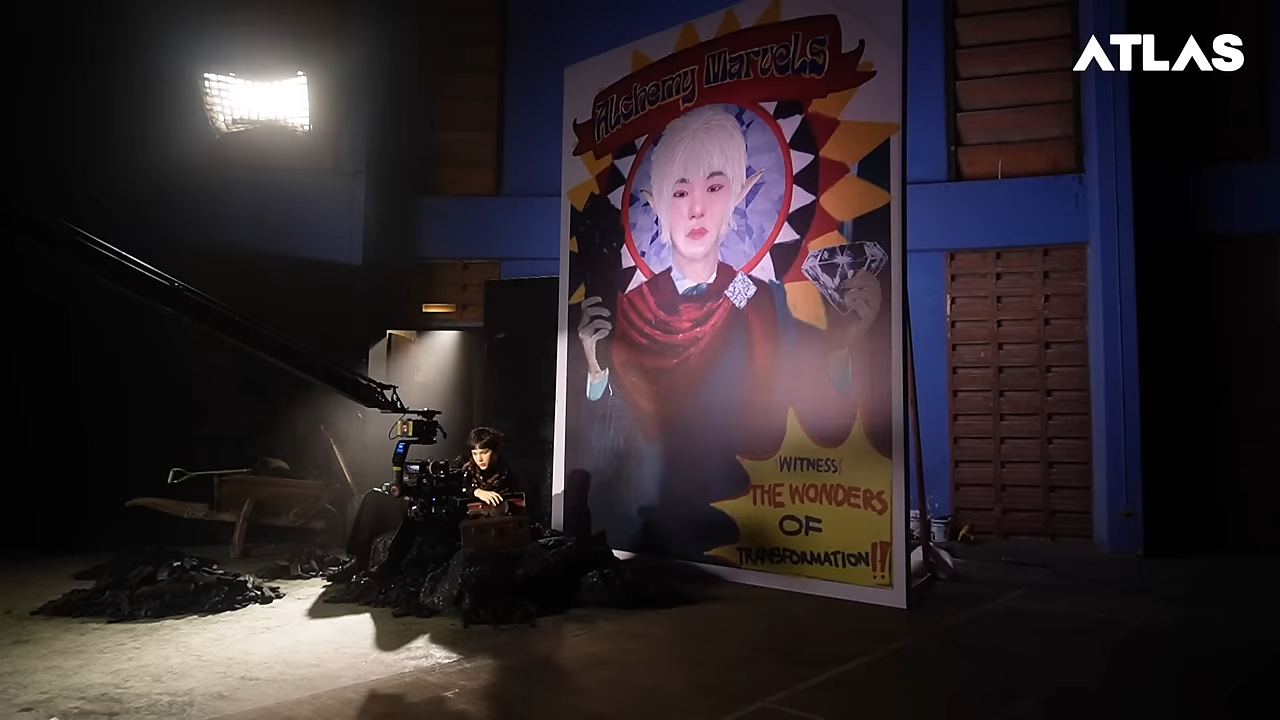 ATLAS
Alchemy Marvels
WITNESS
THE WONDERS
OF
TRANSFORMATION!!